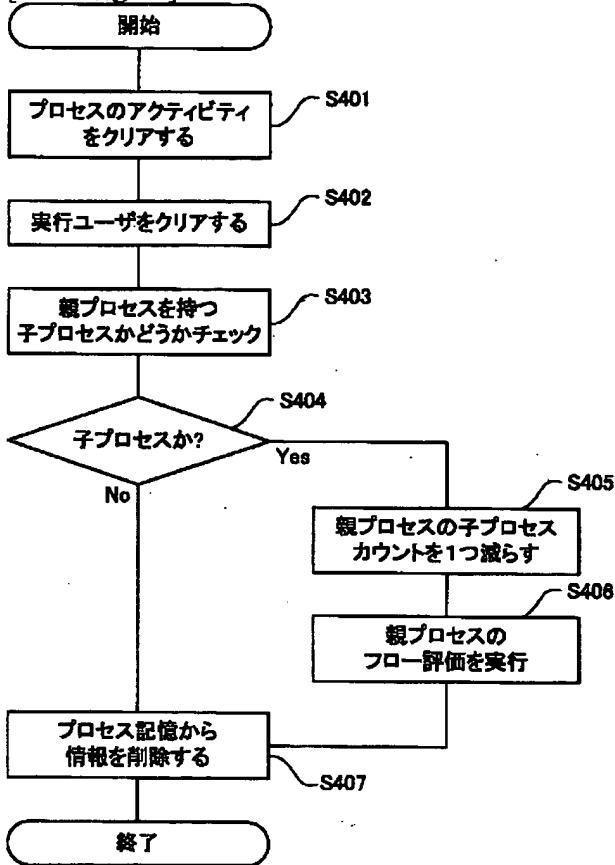 開始
プロセスのアクティビティ
をクリアする
S401
実行ユーザをクリアする
S402
親プロセスを持つ
子プロセスかどうかチェック
S403
子プロセスか?
S404
Yes
No
親プロセスの子プロセス
カウントを1つ減らす
S405
親プロセスの
フロー評価を実行
S406
プロセス記憶から
情報を削除する
S407
終了